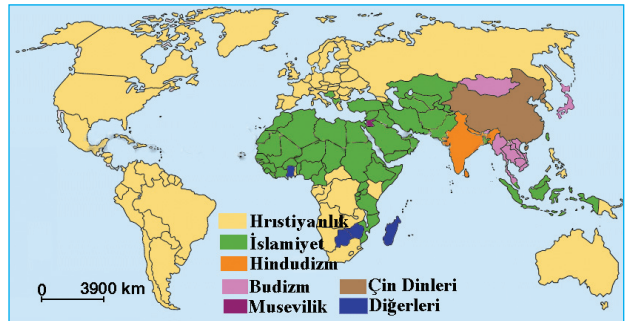 Hrıstiyanlık
İslamiyet
Hindudizm
Budizm
Çin Dinleri
Musevilik
Diğerleri
0 3900 km